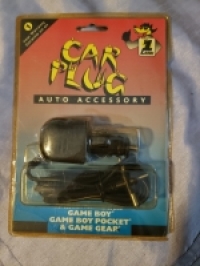 CAR
PLUG
AUTO ACCESSORY
GAME BOY
GAME BOY POCKET
& GAME GEAR